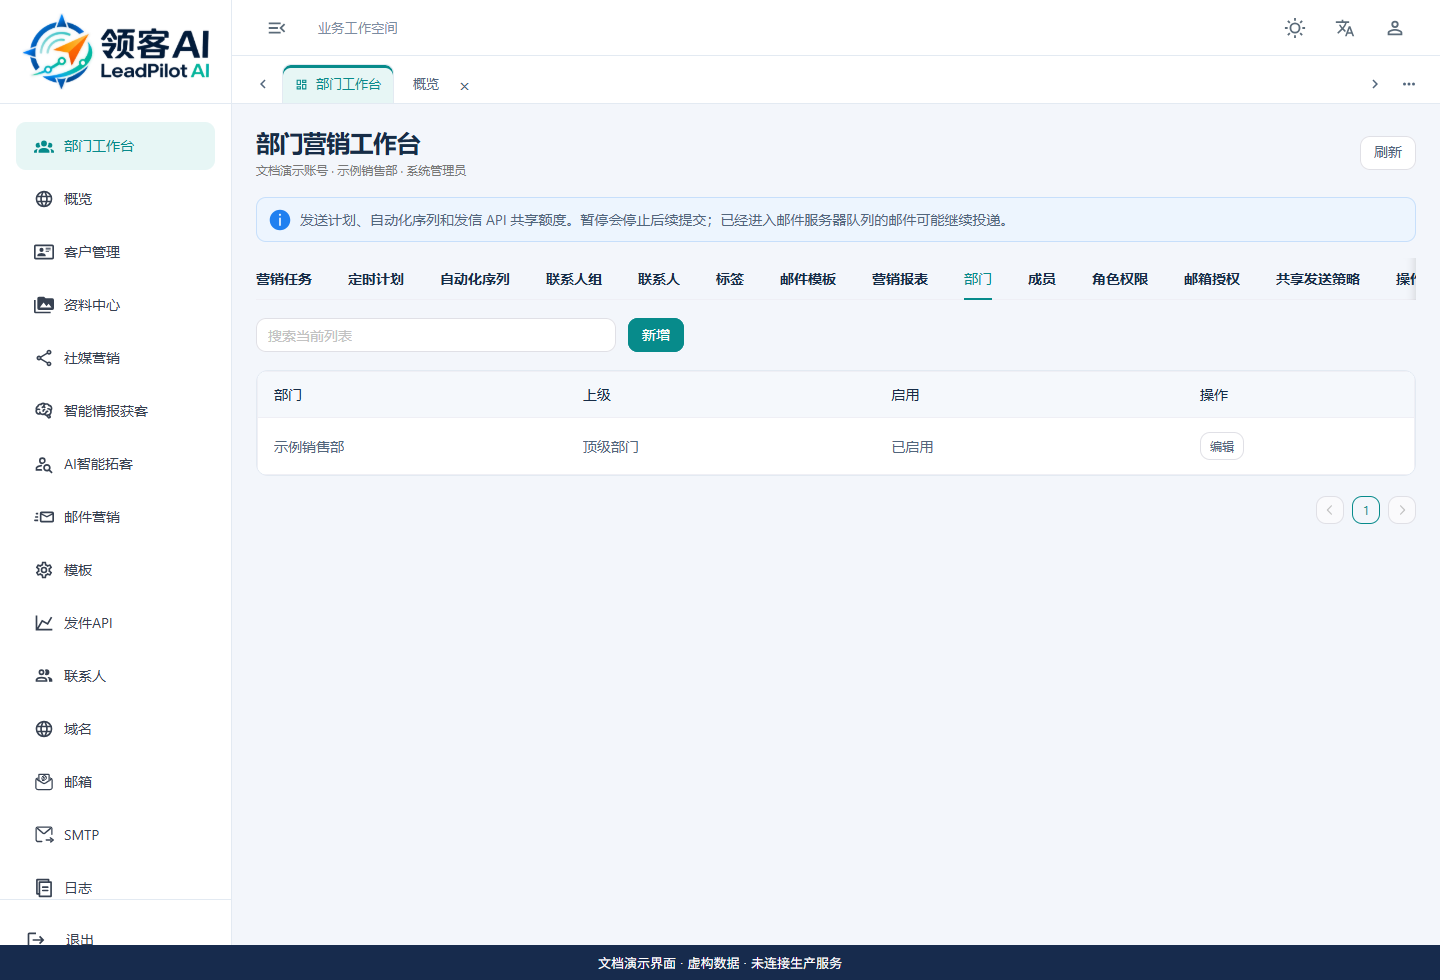 领客AI
LeadPilot AI
业务工作空间
部门工作台
概览
部门工作台
概览
客户管理
资料中心
社媒营销
智能情报获客
AI智能拓客
邮件营销
模板
发件API
联系人
域名
邮箱
SMTP
日志
退出
部门营销工作台
文档演示账号 · 示例销售部 · 系统管理员
刷新
发送计划、自动化序列和发信 API 共享额度。暂停会停止后续提交；已经进入邮件服务器队列的邮件可能继续投递。
营销任务 定时计划 自动化序列 联系人组 联系人 标签 邮件模板 营销报表 部门 成员 角色权限 邮箱授权 共享发送策略 操作
搜索当前列表 新增
部门 上级 启用 操作
示例销售部 顶级部门 已启用 编辑
1
文档演示界面 · 虚构数据 · 未连接生产服务